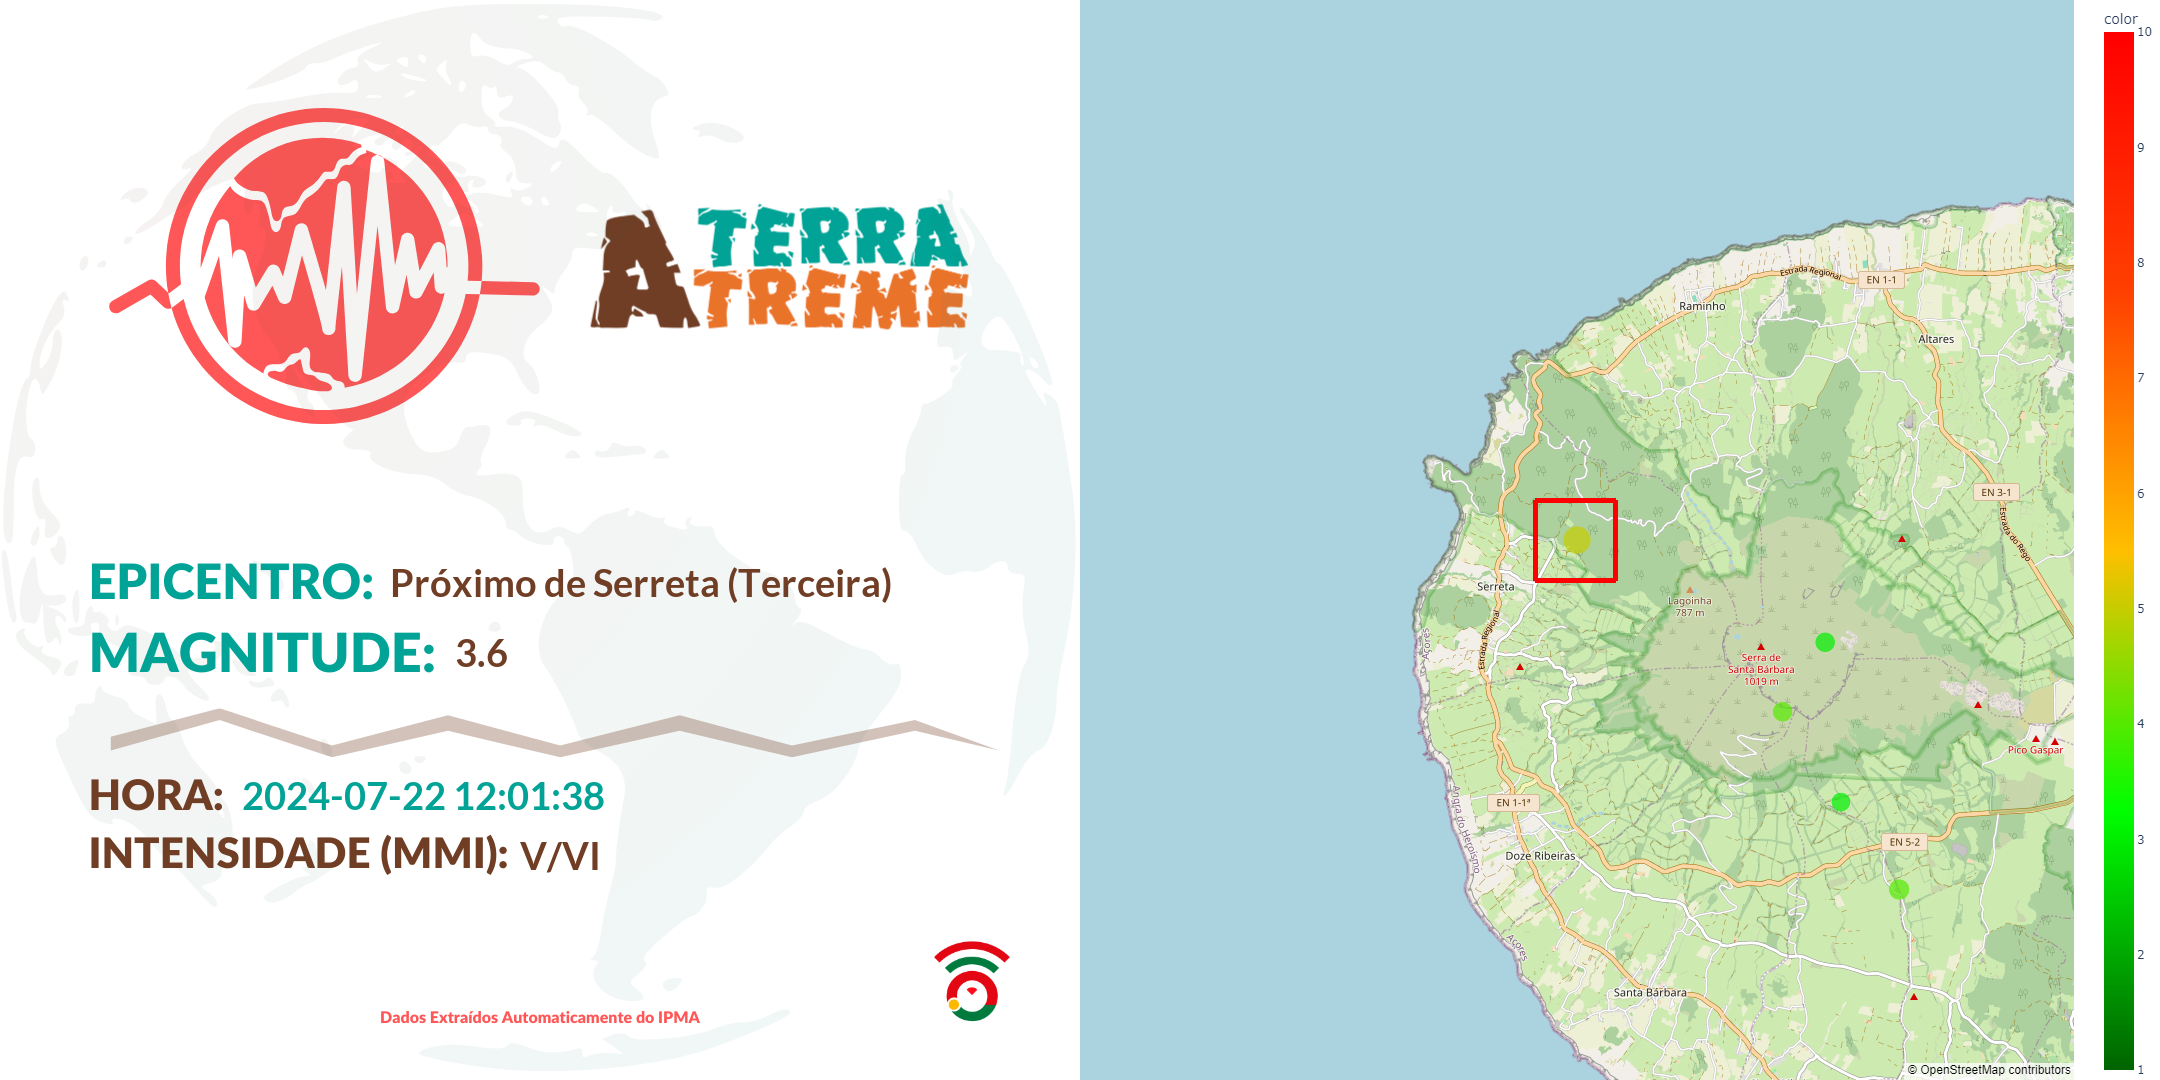 A TERRA
TREME
EPICENTRO: Próximo de Serreta (Terceira)
MAGNITUDE: 3.6
HORA: 2024-07-22 12:01:38
INTENSIDADE (MMI): V/VI
Dados Extraídos Automaticamente do IPMA
Estrada Regional
EN 1-1
Raminho
Altares
EN 3-1
Estrada do Rego
Serreta
Lagoinha
787 m
Estrada Regional
Açores
Serra de
Santa Bárbara
1019 m
Pico Gaspar
EN 1-1ª
Angra do Heroísmo
Doze Ribeiras
EN 5-2
Açores
Santa Bárbara
© OpenStreetMap contributors
color
10
9
8
7
6
5
4
3
2
1